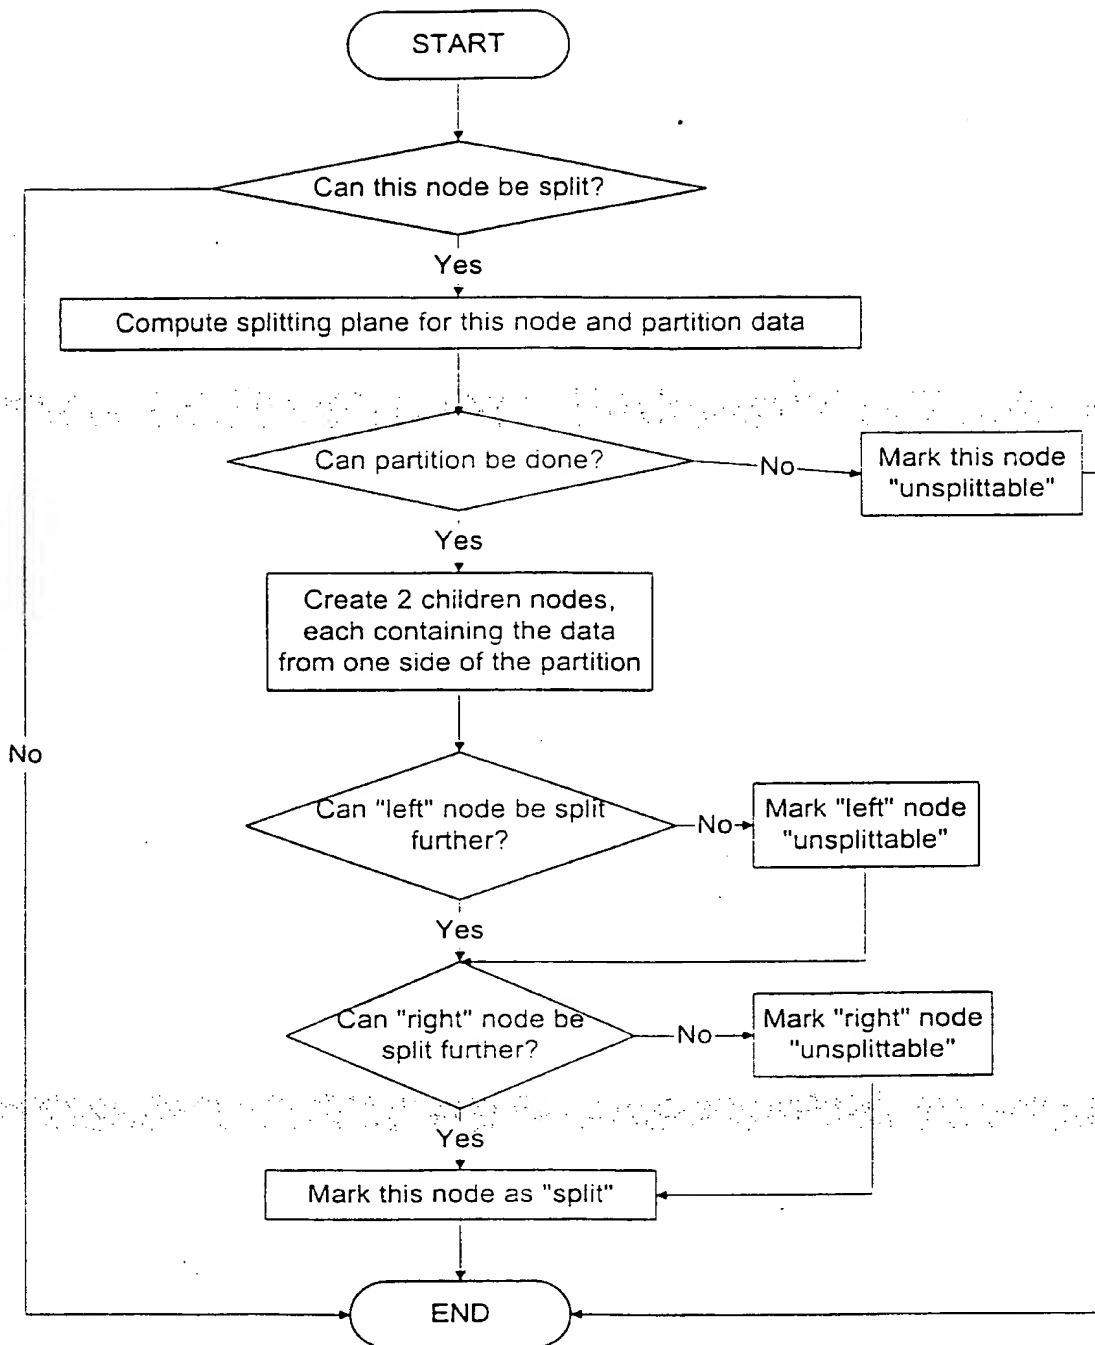 START
Can this node be split?
Yes
Compute splitting plane for this node and partition data
Can partition be done?
No
Mark this node
"unsplittable"
Yes
Create 2 children nodes,
each containing the data
from one side of the partition
No
Can "left" node be split
further?
No
Mark "left" node
"unsplittable"
Yes
Can "right" node be
split further?
No
Mark "right" node
"unsplittable"
Yes
Mark this node as "split"
END